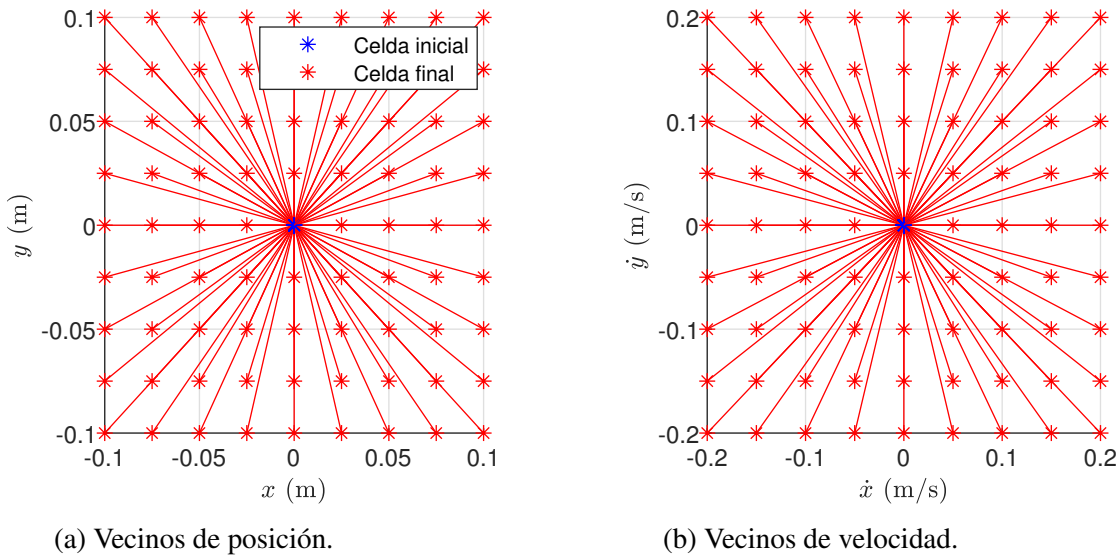 0.1
0.05
0
-0.05
-0.1
y (m)
Celda inicial
Celda final
-0.1 -0.05 0 0.05 0.1
x (m)
(a) Vecinos de posición.
0.2
0.1
0
-0.1
-0.2
ẏ (m/s)
-0.2 -0.1 0 0.1 0.2
ẋ (m/s)
(b) Vecinos de velocidad.